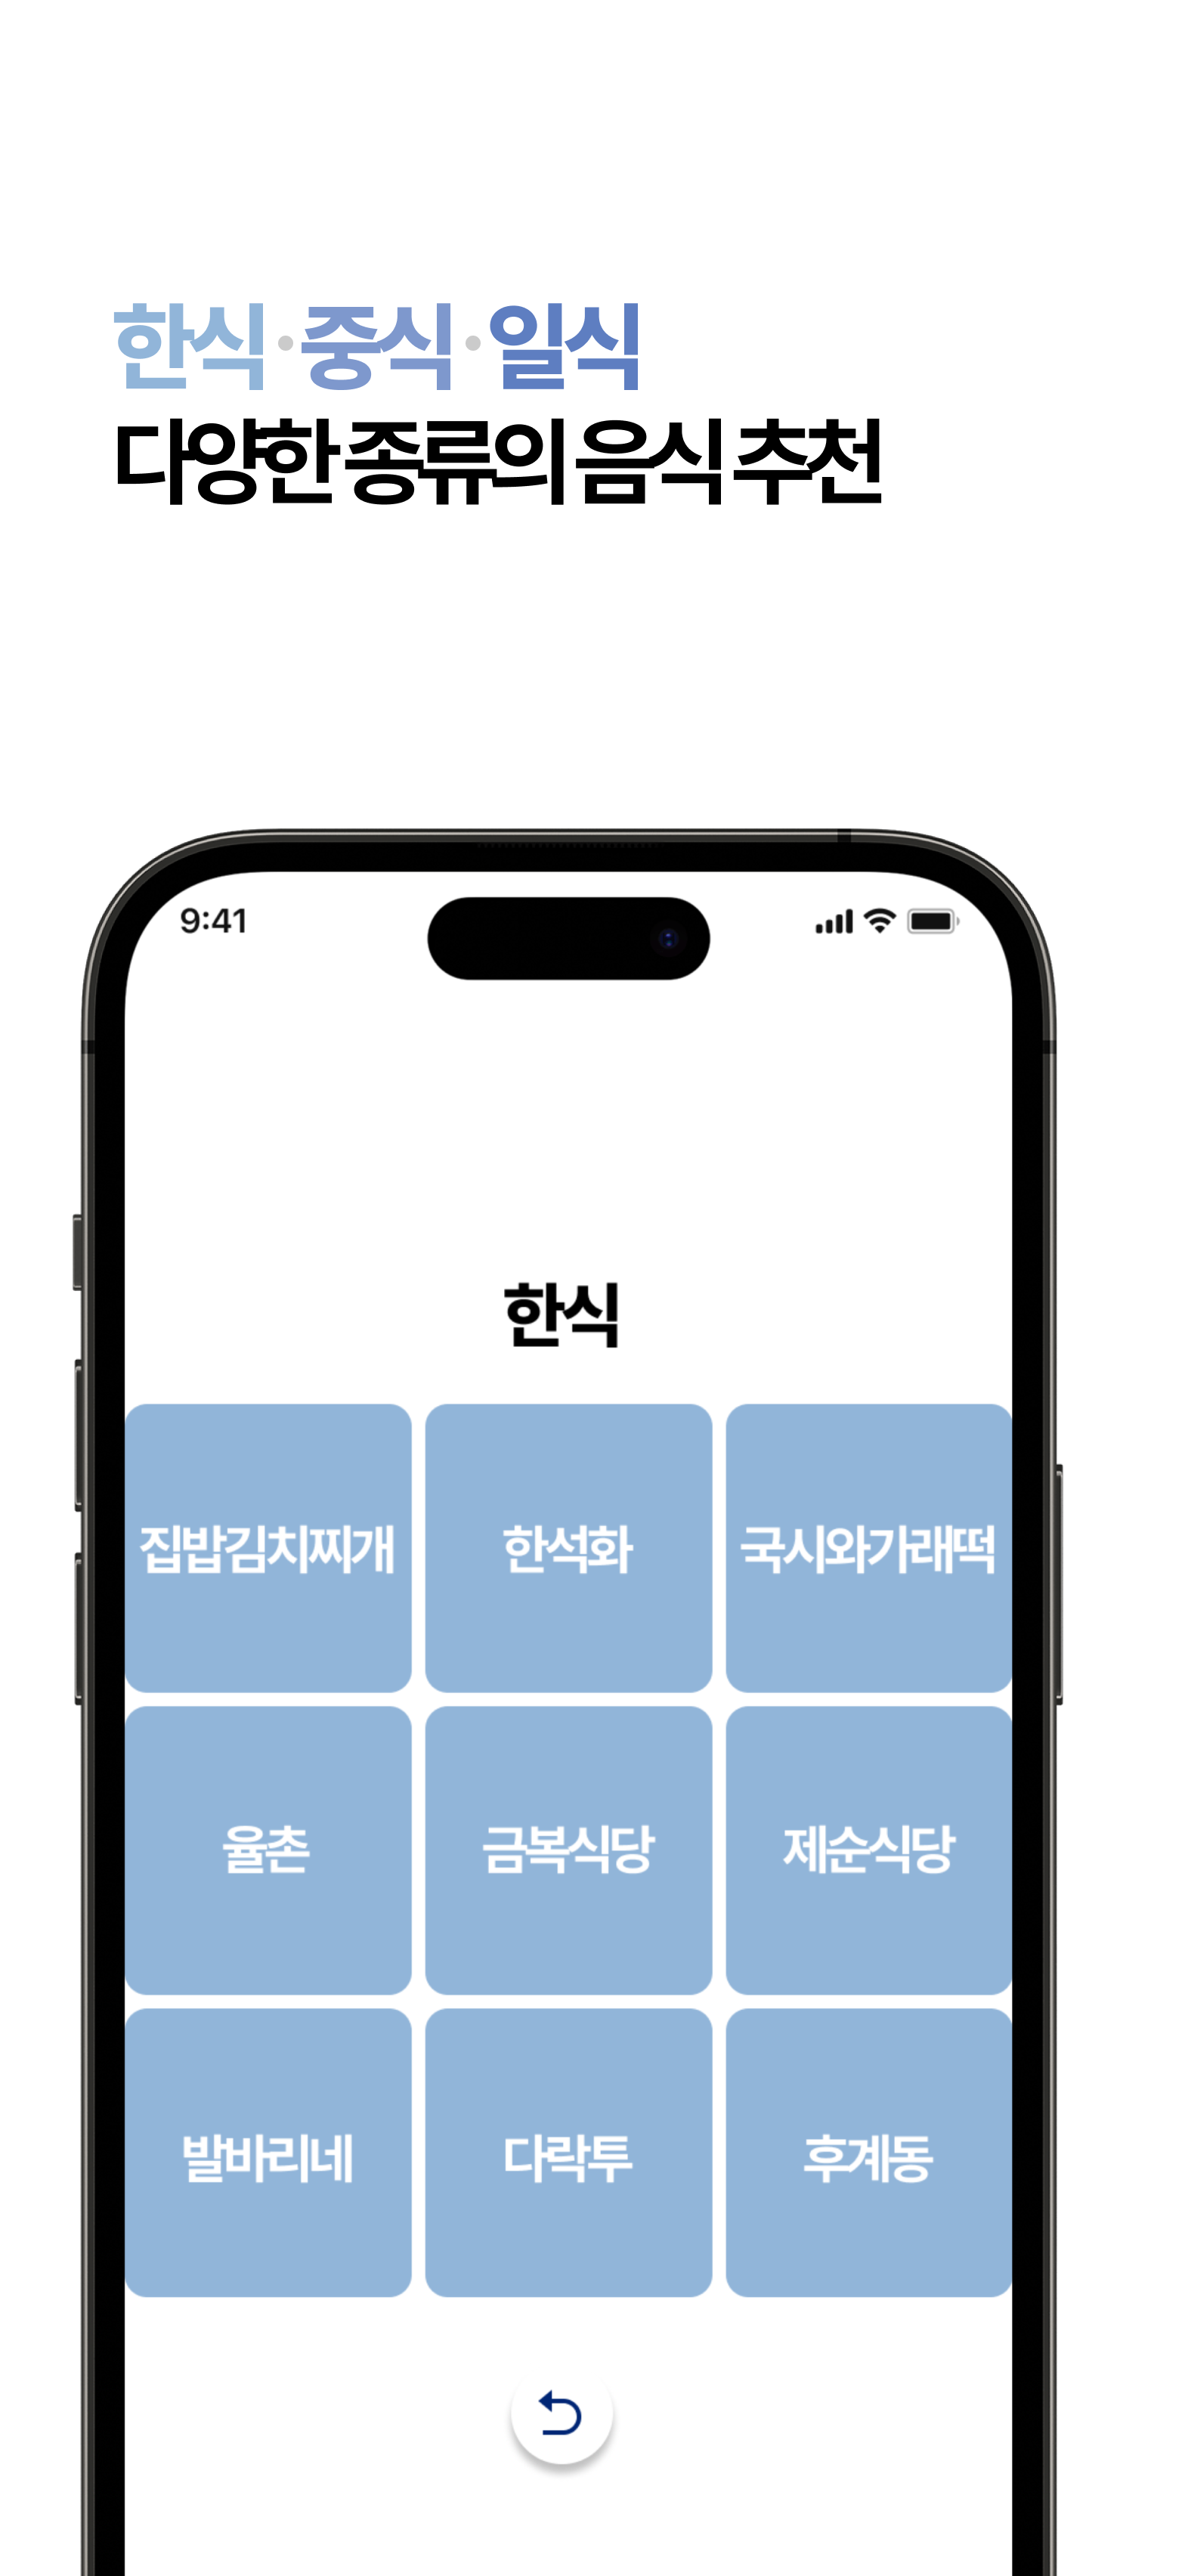 한식·중식·일식
다양한 종류의 음식 추천
9:41
한식
집밥김치찌개 한석화 국시와가래떡
율촌 금복식당 제순식당
발바리네 다락투 후계동